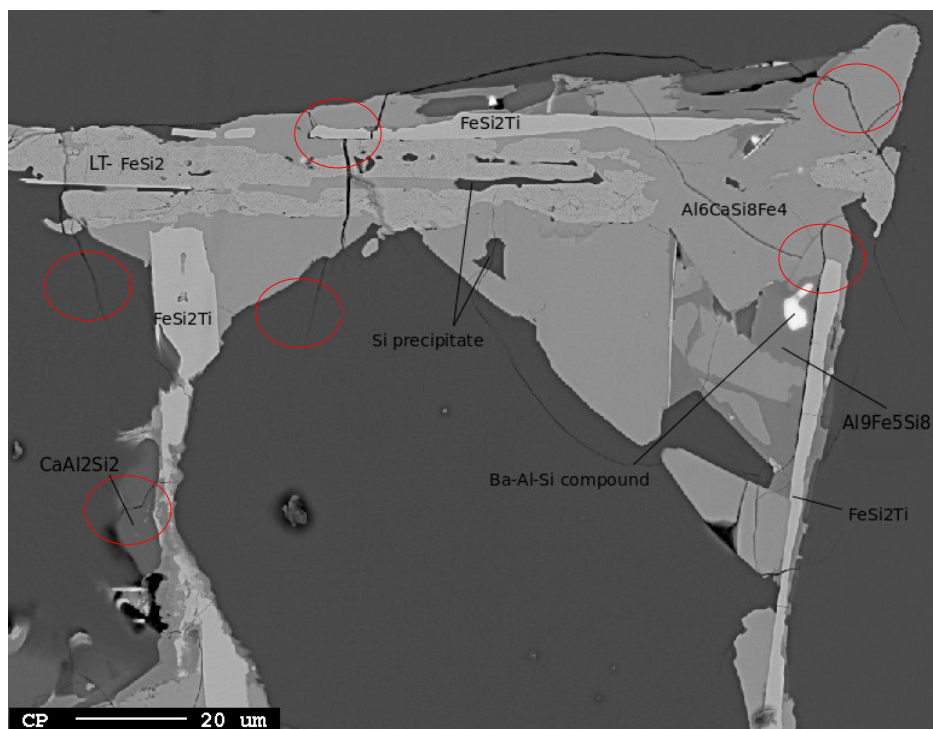 FeSi2Ti
LT- FeSi2
Al6CaSi8Fe4
FeSi2Ti
Si precipitate
Al9Fe5Si8
CaAl2Si2
Ba-Al-Si compound
FeSi2Ti
CP 20 um